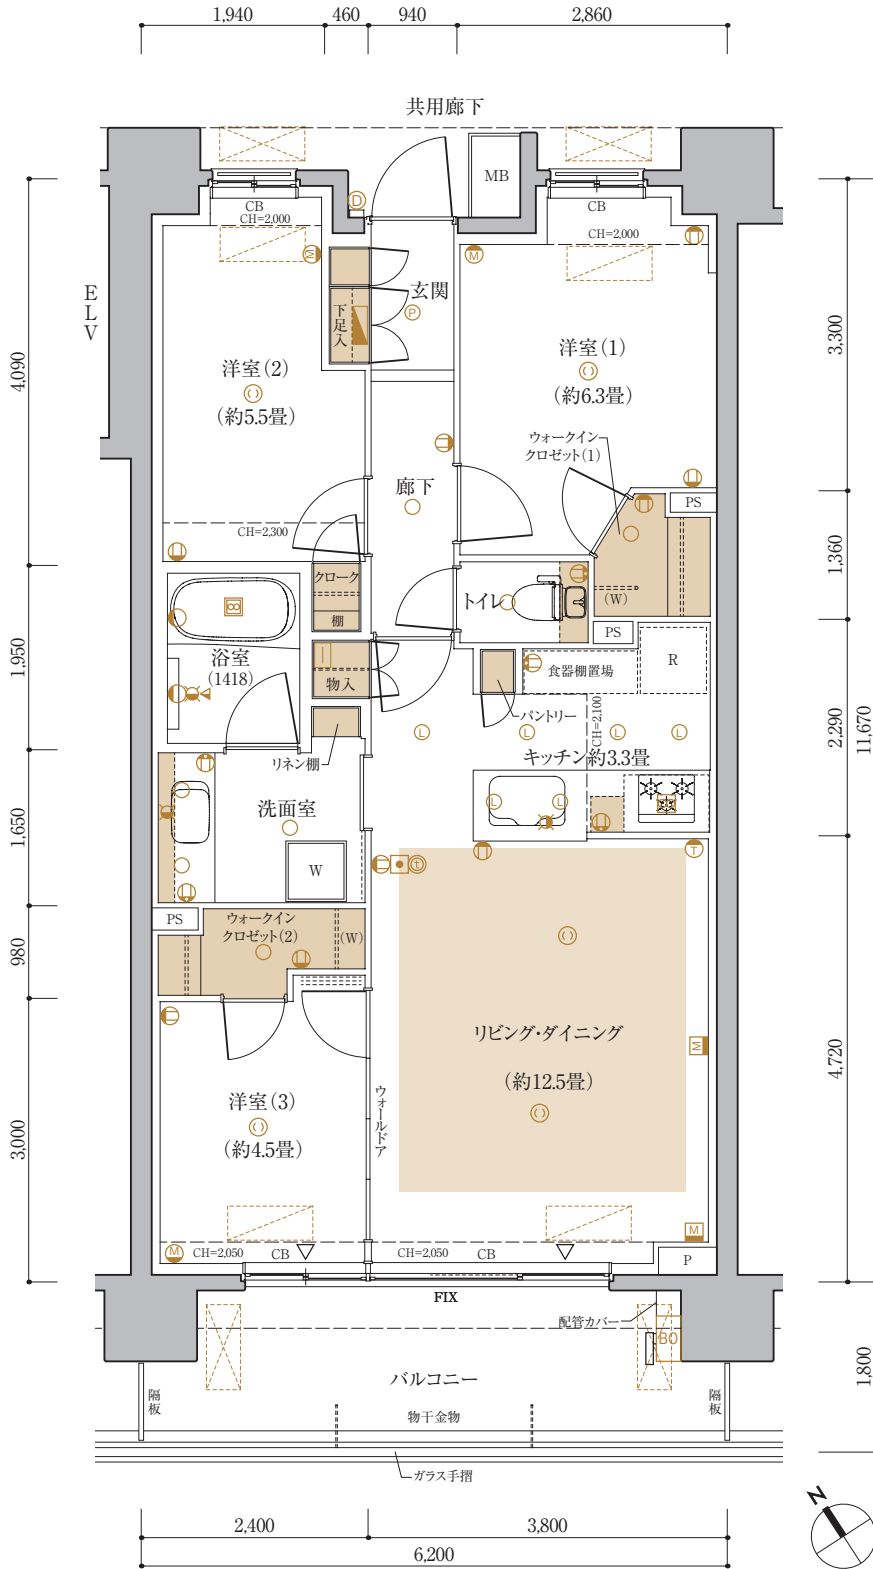 1,940
460
940
2,860
共用廊下
MB
D
CB
CH=2,000
CB
CH=2,000
M
M
ELV
玄関
P
下足入
洋室(2)
(約5.5畳)
洋室(1)
(約6.3畳)
4,090
3,300
ウォークイン
クロゼット(1)
廊下
PS
CH=2,300
クローク
棚
トイレ
(W)
1,360
PS
浴室
(1418)
物入
食器棚置場
R
パントリー
CH=2,100
1,950
L
L
L
L
キッチン約3.3畳
リネン棚
2,290
11,670
洗面室
L
L
1,650
W
t
T
PS
ウォークイン
クロゼット(2)
(W)
980
リビング・ダイニング
(約12.5畳)
M
4,720
洋室(3)
(約4.5畳)
ウォールドア
3,000
M
M
CH=2,050
CB
CH=2,050
CB
P
FIX
配管カバー
BO
バルコニー
1,800
隔板
物干金物
隔板
ガラス手摺
N
2,400
3,800
6,200